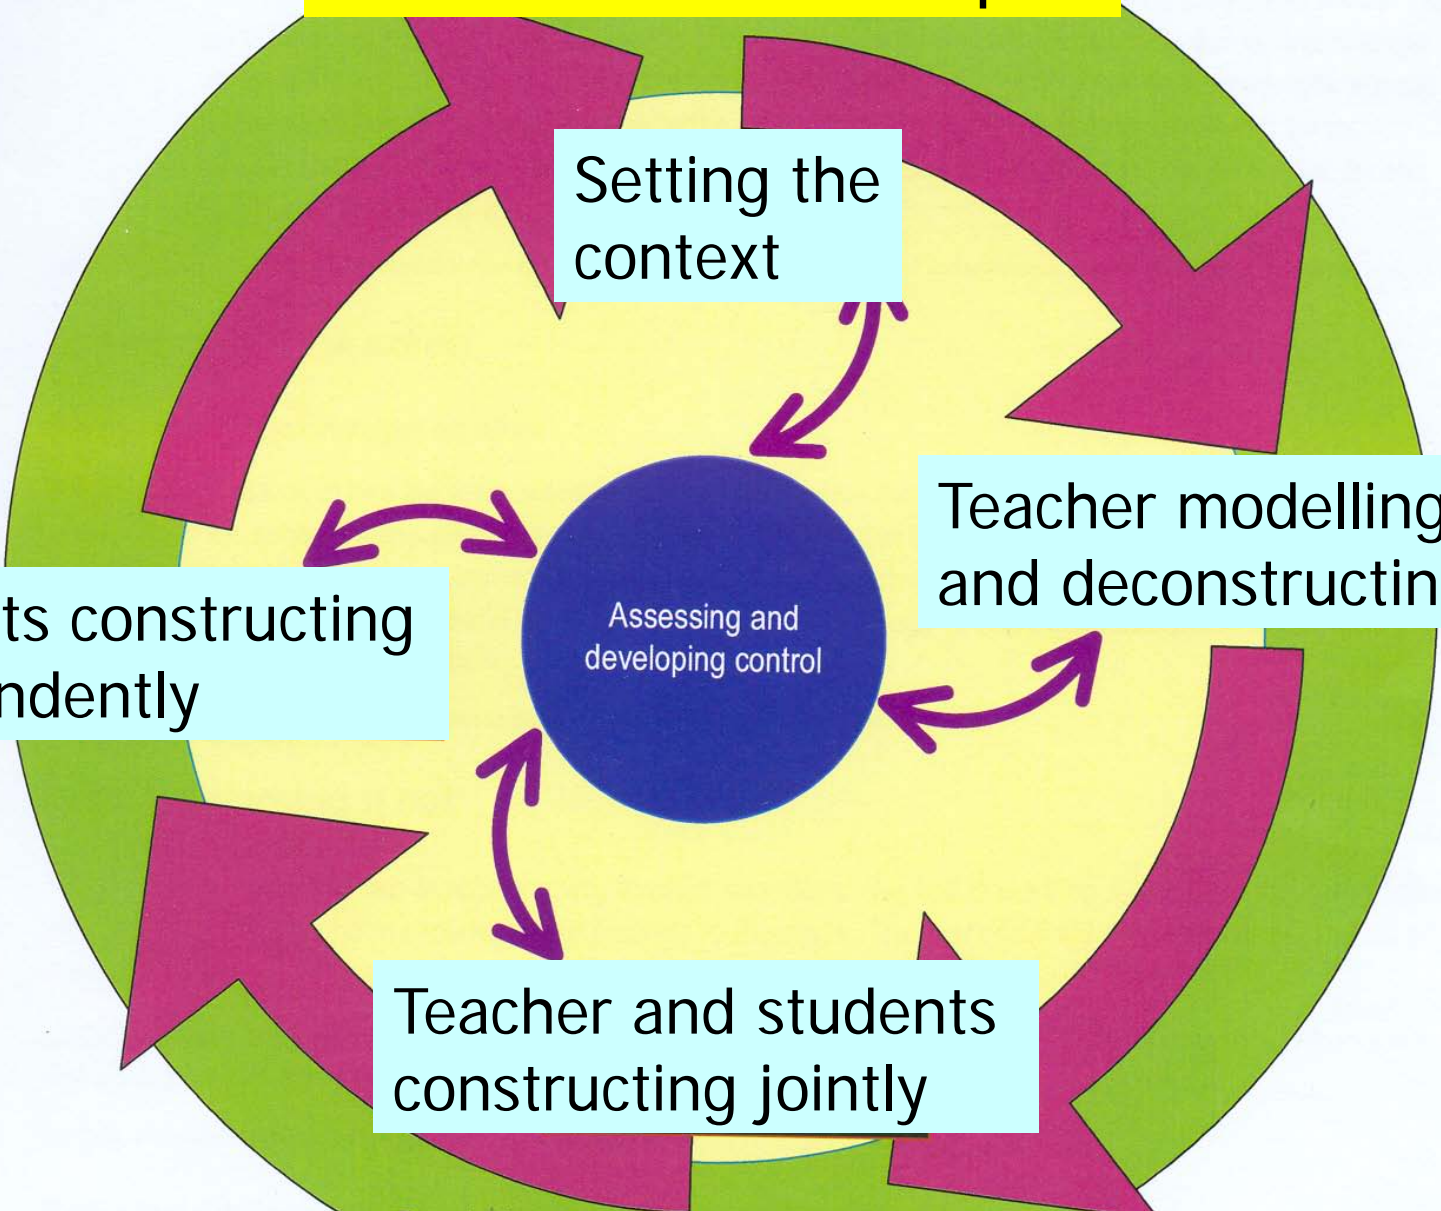 Setting the
context
Teacher modelling
and deconstructin
Assessing and
developing control
ts constructing
ndently
Teacher and students
constructing jointly